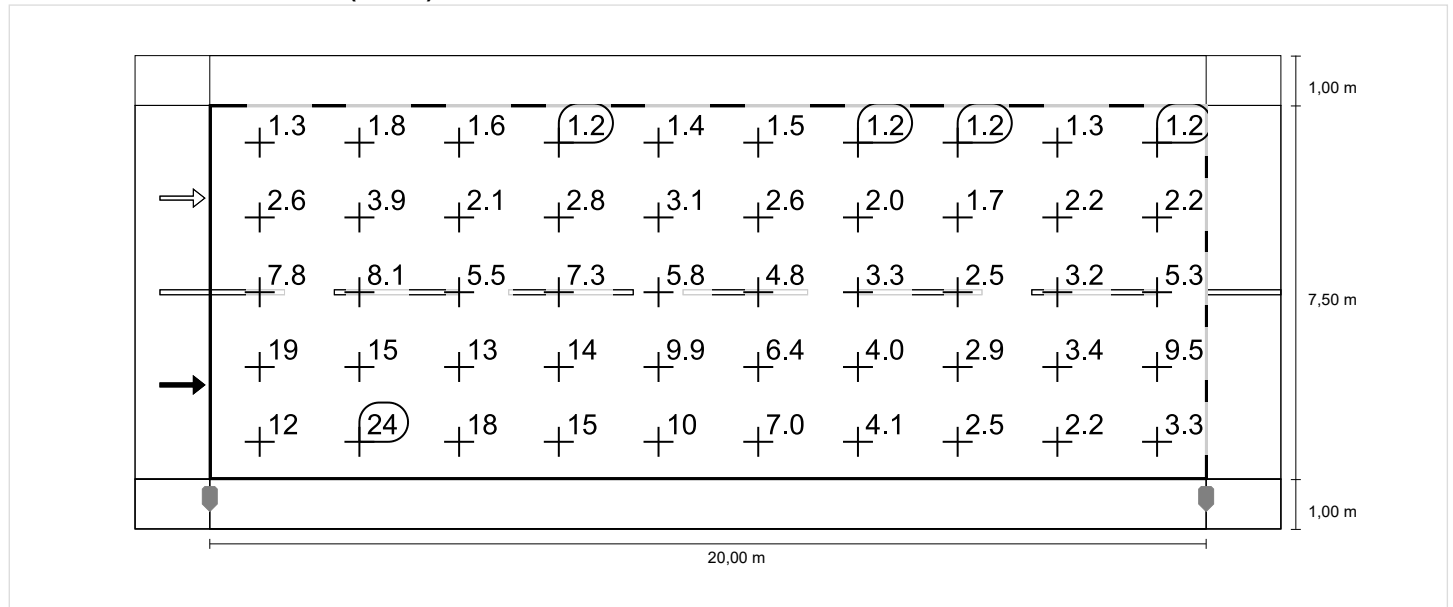 1,00 m
1.3 1.8 1.6 1.2 1.4 1.5 1.2 1.2 1.3 1.2
2.6 3.9 2.1 2.8 3.1 2.6 2.0 1.7 2.2 2.2
7.8 8.1 5.5 7.3 5.8 4.8 3.3 2.5 3.2 5.3
7,50 m
19 15 13 14 9.9 6.4 4.0 2.9 3.4 9.5
12 24 18 15 10 7.0 4.1 2.5 2.2 3.3
1,00 m
20,00 m